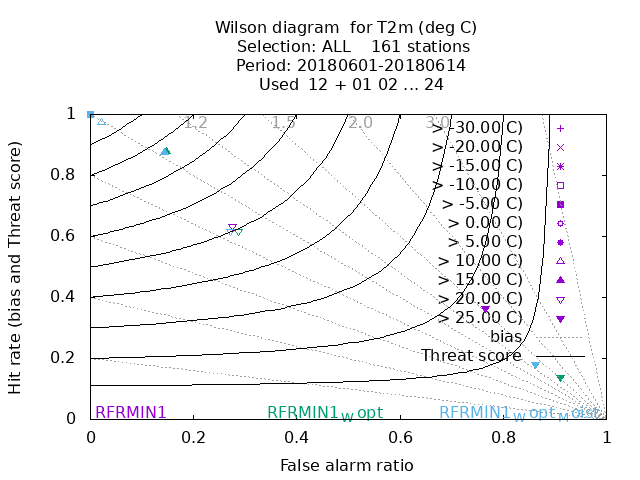 Wilson diagram  for T2m (deg C)
Selection: ALL    161 stations
Period: 20180601-20180614
Used  12 + 01 02 ... 24
Hit rate (bias and Threat score)
1
0.8
0.6
0.4
0.2
0
1.2 1.5 2.0 3.0
> -30.00 C)
> -20.00 C)
> -15.00 C)
> -10.00 C)
> -5.00 C)
> 0.00 C)
> 5.00 C)
> 10.00 C)
> 15.00 C)
> 20.00 C)
> 25.00 C)
bias
Threat score
RFRMIN1 RFRMIN1W opt
0 0.2 0.4 0.6 0.8 1
False alarm ratio